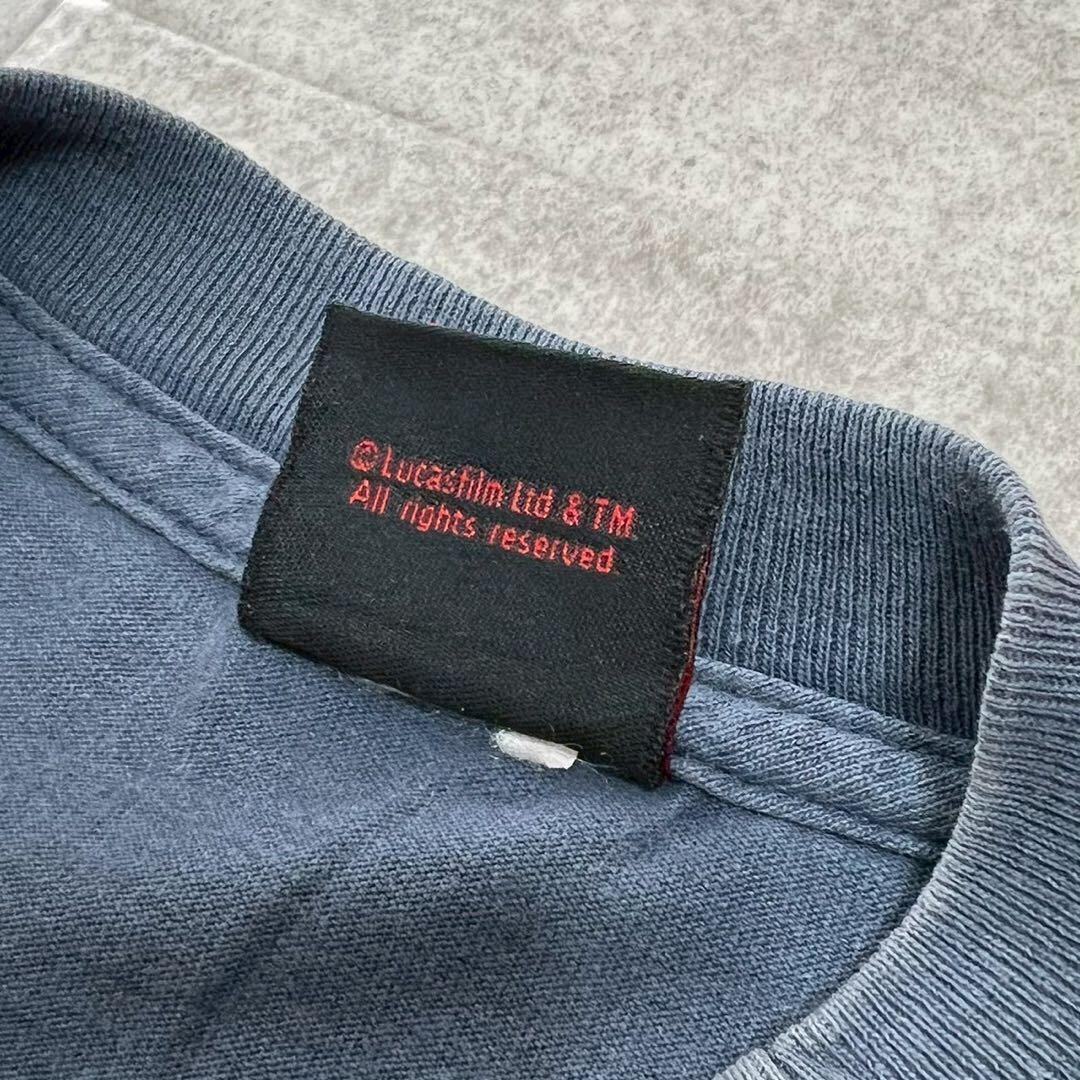 © Lucasfilm Ltd & TM.
All rights reserved.